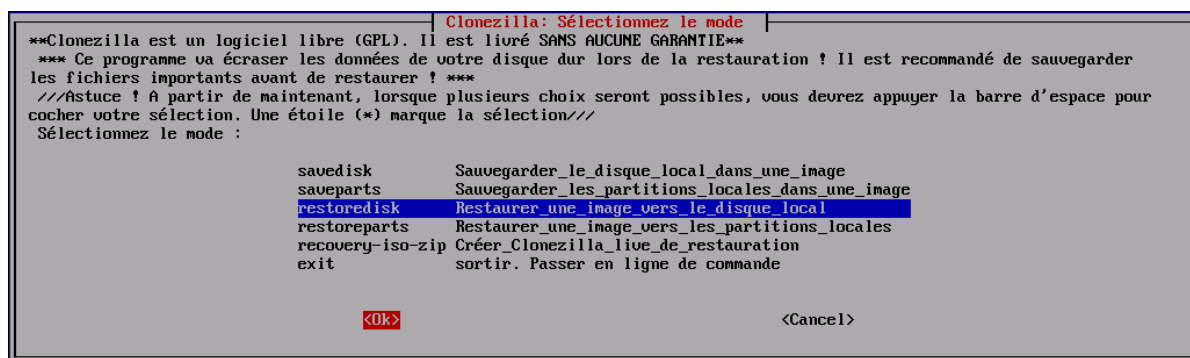 Clonezilla: Sélectionnez le mode
**Clonezilla est un logiciel libre (GPL). Il est livré SANS AUCUNE GARANTIE**
*** Ce programme va écraser les données de votre disque dur lors de la restauration ! Il est recommandé de sauvegarder
les fichiers importants avant de restaurer ! ***
///Astuce ! A partir de maintenant, lorsque plusieurs choix seront possibles, vous devrez appuyer la barre d'espace pour
cocher votre sélection. Une étoile (*) marque la sélection///
Sélectionnez le mode :
savedisk Sauvegarder_le_disque_local_dans_une_image
saveparts Sauvegarder_les_partitions_locales_dans_une_image
restoredisk Restaurer_une_image_vers_le_disque_local
restoreparts Restaurer_une_image_vers_les_partitions_locales
recovery-iso-zip Créer_Clonezilla_live_de_restauration
exit sortir. Passer en ligne de commande
<Ok> <Cancel>